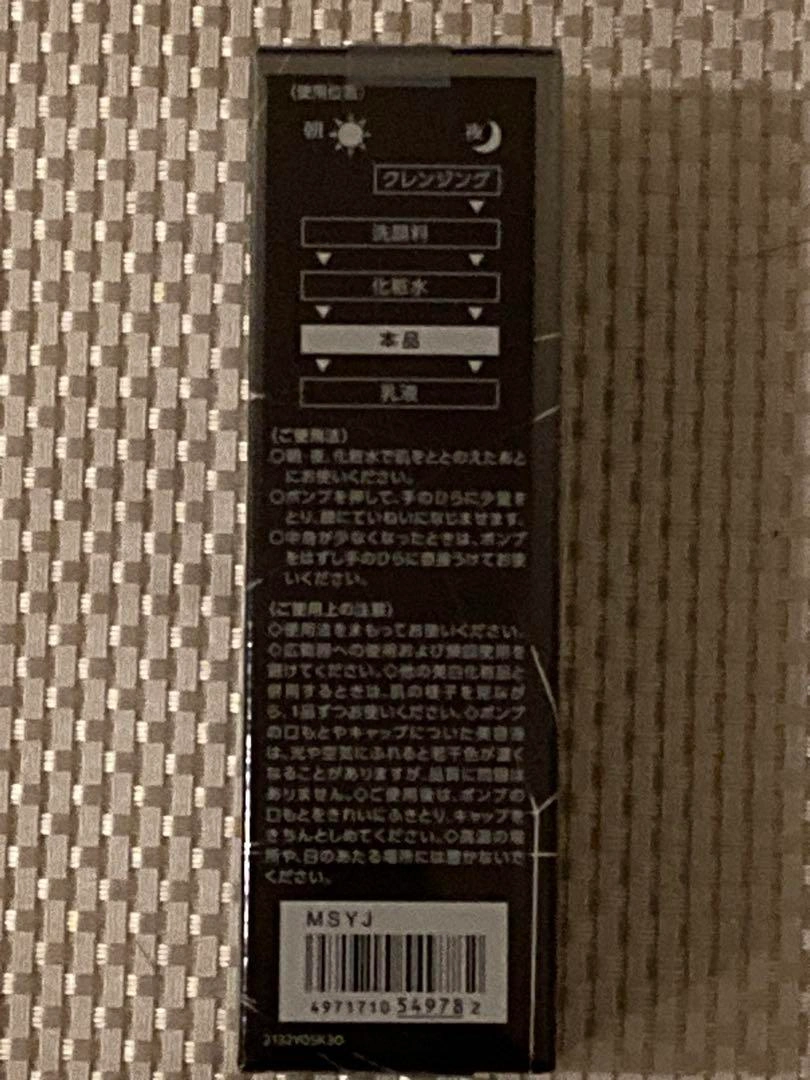 〈使用位置〉
朝 夜
クレンジング
洗顔料
化粧水
本品
乳液
〈ご使用法〉
◇朝・夜、化粧水で肌をととのえたあと
にお使いください。
◇ポンプを押して、手のひらに少量を
とり、顔にていねいになじませます。
◇中身が少なくなったときは、ポンプ
をはずし手のひらに直接うけてお使
いください。
〈ご使用上の注意〉
◇使用法をまもってお使いください。
◇広範囲への使用および頻回使用を
避けてください。◇他の美白化粧品と
併用するときは、肌の様子を見なが
ら、1品ずつお使いください。◇ポンプ
の口もとやキャップについた美容液
は、光や空気にふれると若干色が濃く
なることがありますが、品質に問題は
ありません。◇ご使用後は、ポンプの
口もとをきれいにふきとり、キャップを
きちんとしめてください。◇高温の場
所や、日のあたる場所には置かないで
ください。
MSYJ
4971710 54978 2
2132Y0SK30